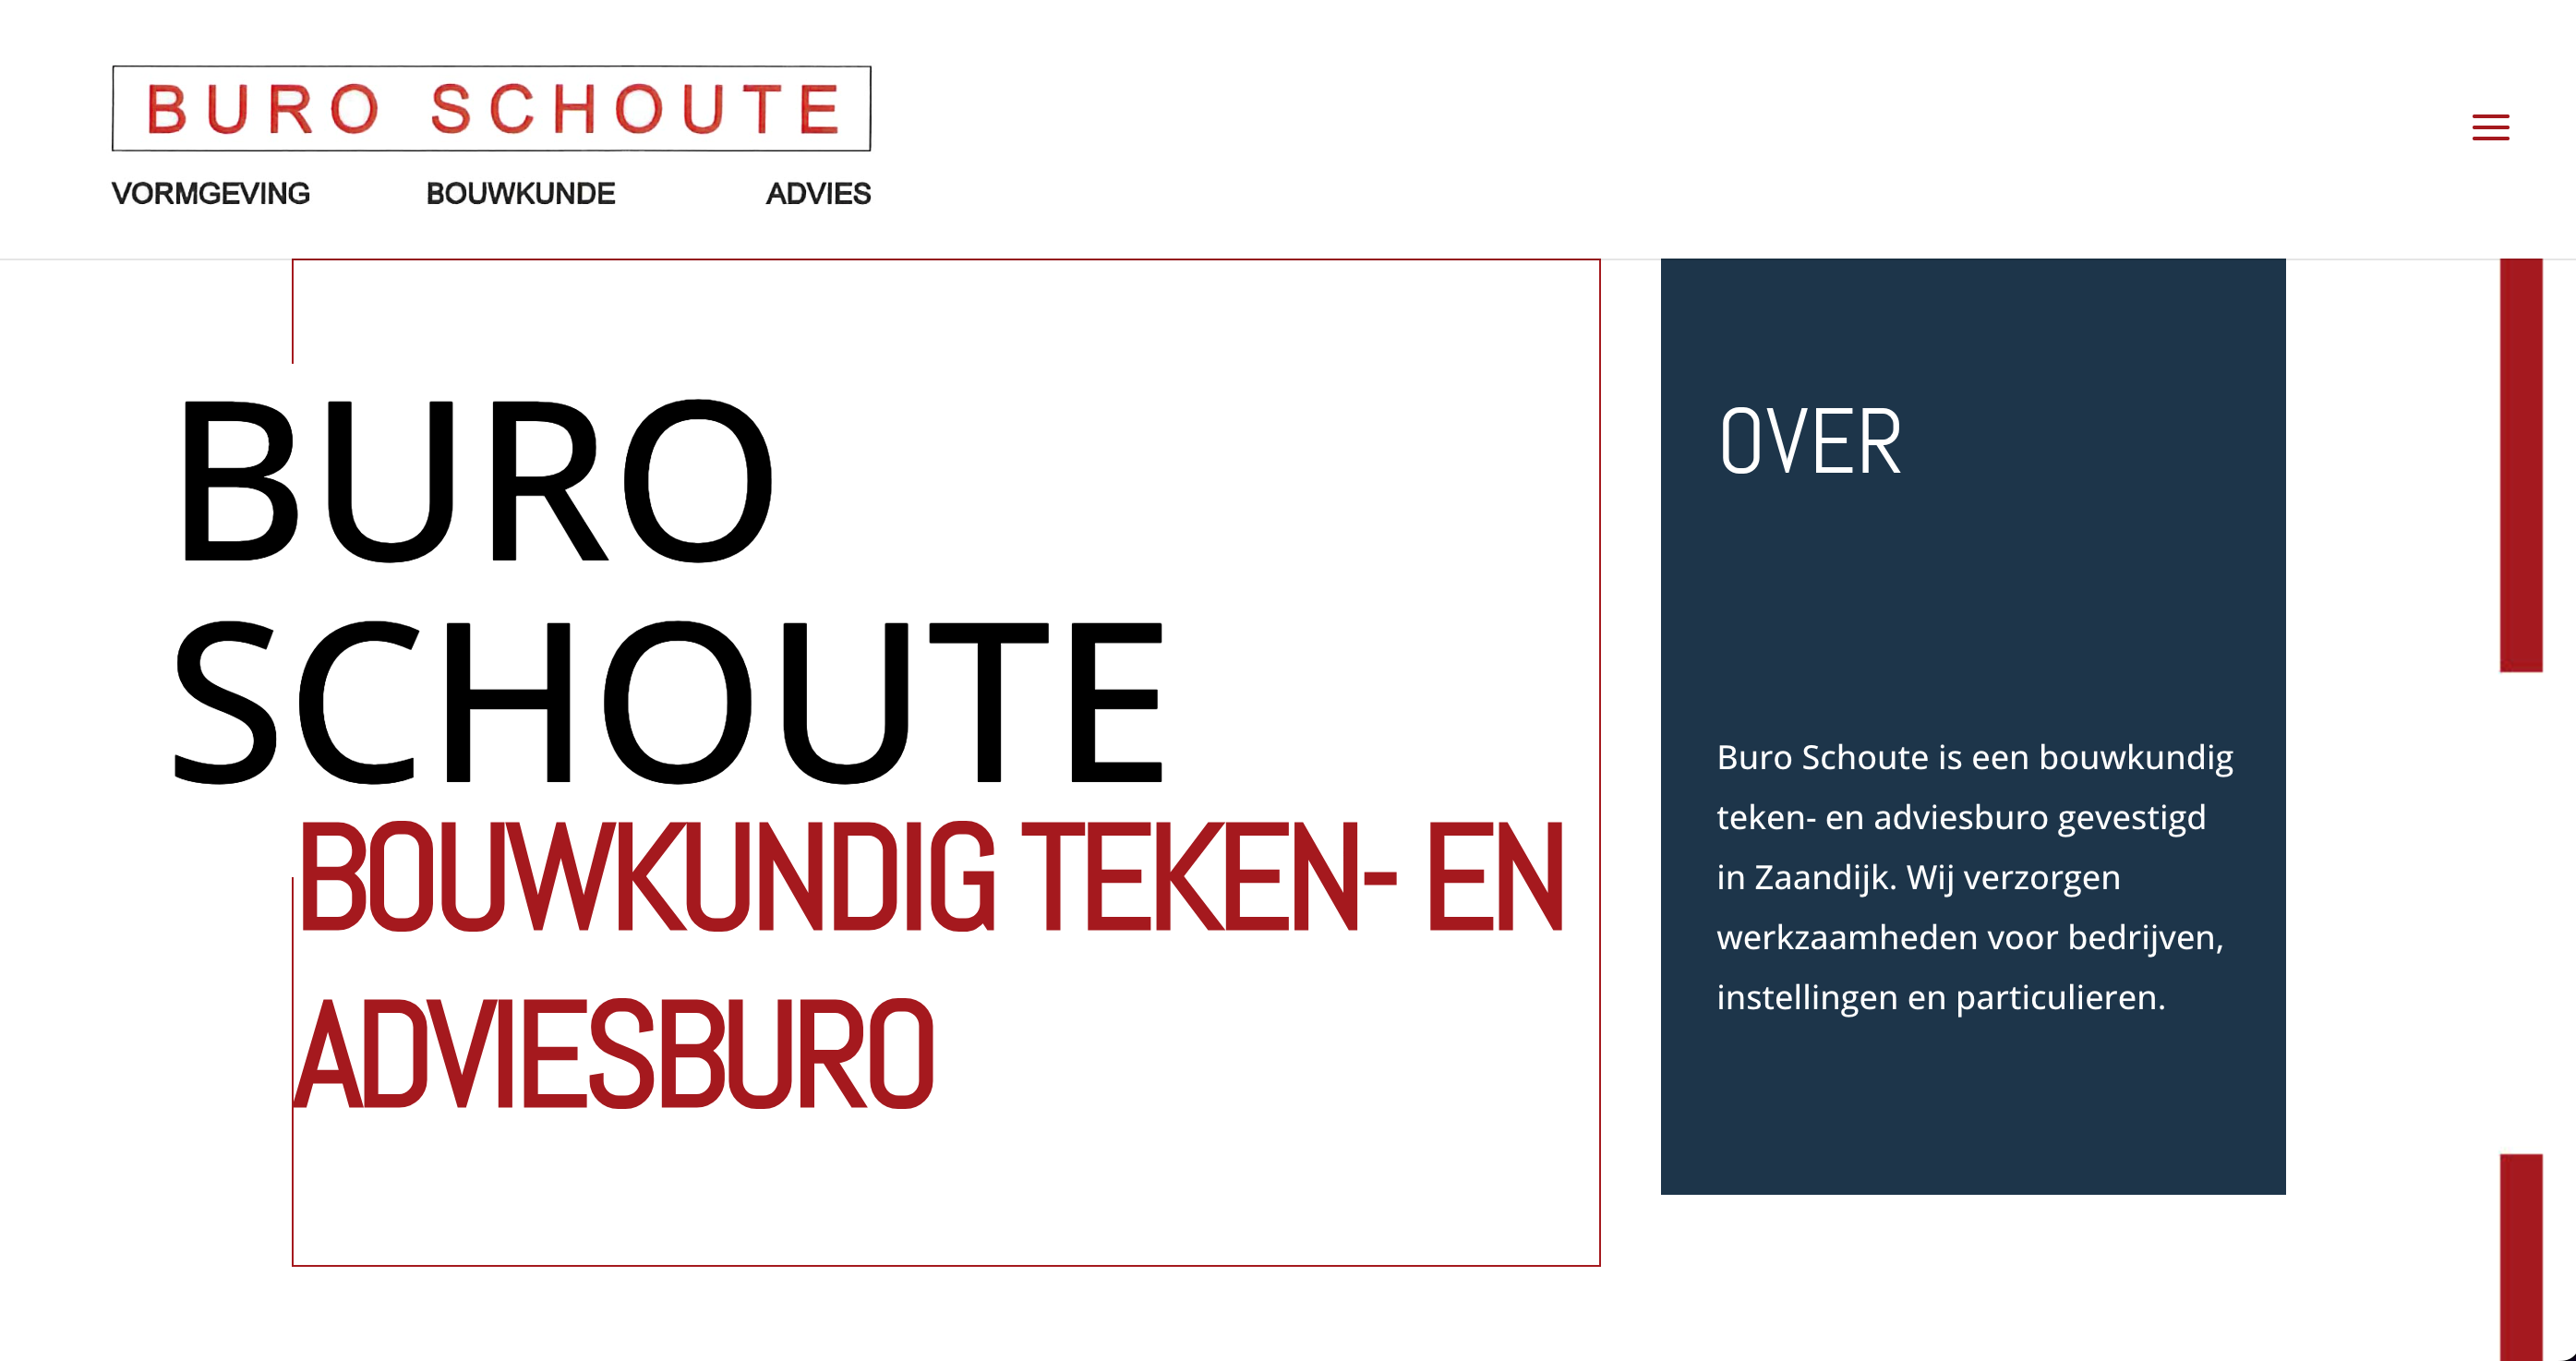 BURO SCHOUTE
VORMGEVING BOUWKUNDE ADVIES
BURO
SCHOUTE
BOUWKUNDIG TEKEN- EN
ADVIESBURO
OVER
Buro Schoute is een bouwkundig
teken- en adviesburo gevestigd
in Zaandijk. Wij verzorgen
werkzaamheden voor bedrijven,
instellingen en particulieren.